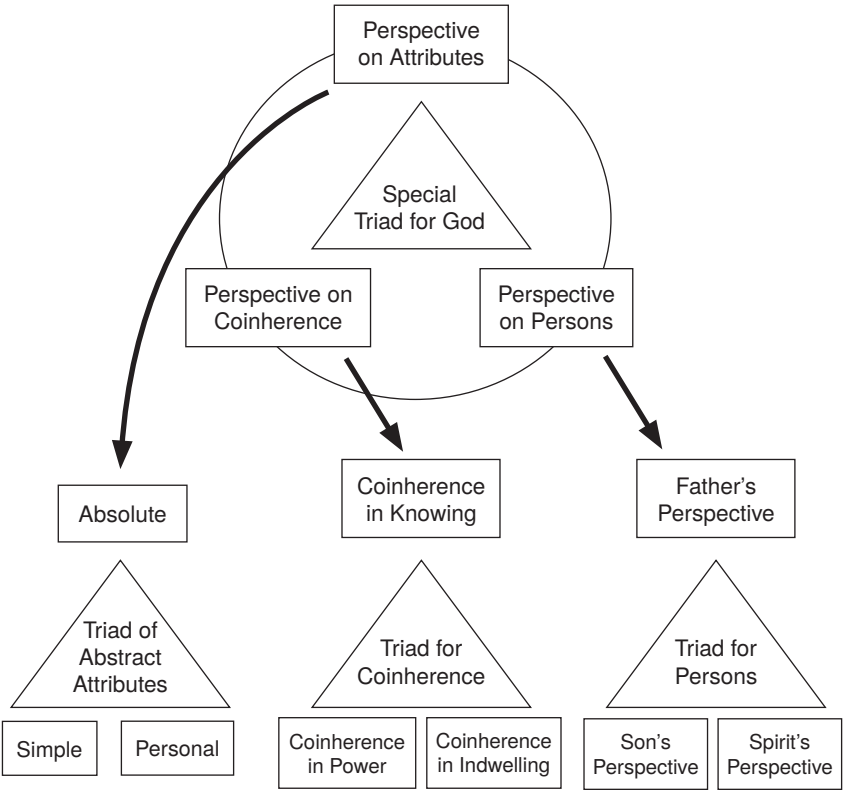 Perspective
on Attributes
Special
Triad for God
Perspective on
Coinherence
Perspective
on Persons
Absolute
Coinherence
in Knowing
Father's
Perspective
Triad of
Abstract
Attributes
Triad for
Coinherence
Triad for
Persons
Simple
Personal
Coinherence
in Power
Coinherence
in Indwelling
Son's
Perspective
Spirit's
Perspective